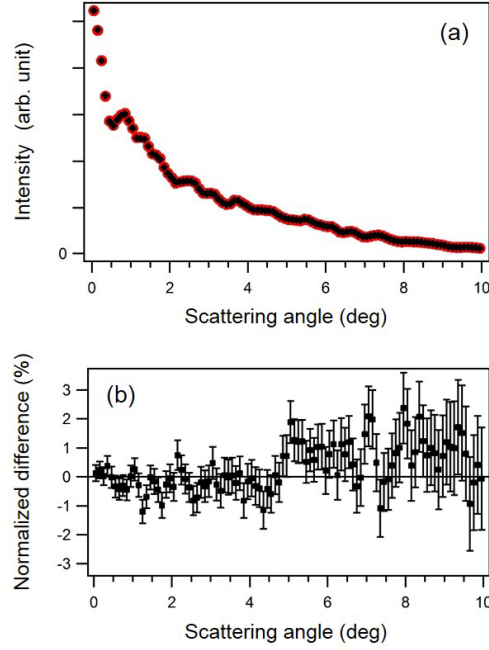 (a)
Intensity (arb. unit)
0
0 2 4 6 8 10
Scattering angle (deg)
(b)
Normalized difference (%)
3
2
1
0
-1
-2
-3
0 2 4 6 8 10
Scattering angle (deg)